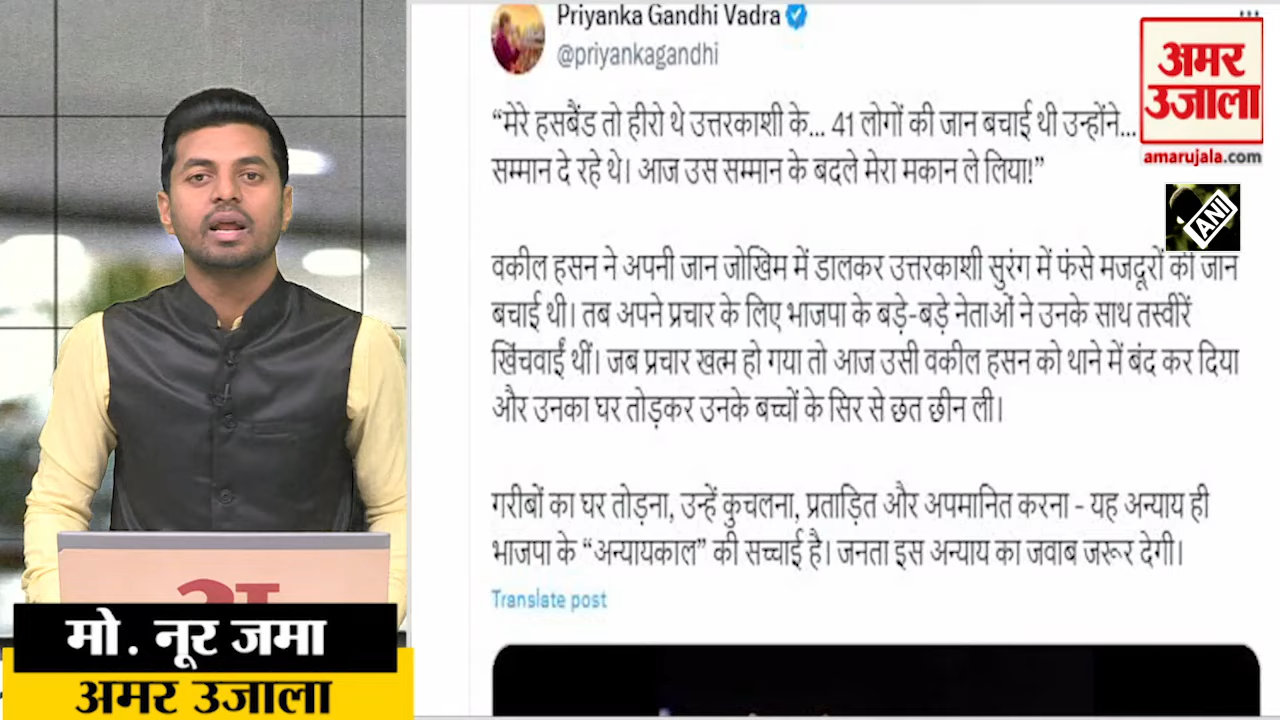 Priyanka Gandhi Vadra
@priyankagandhi
“मेरे हसबैंड तो हीरो थे उत्तरकाशी के... 41 लोगों की जान बचाई थी उन्होंने...
सम्मान दे रहे थे। आज उस सम्मान के बदले मेरा मकान ले लिया!”
वकील हसन ने अपनी जान जोखिम में डालकर उत्तरकाशी सुरंग में फंसे मजदूरों की जान
बचाई थी। तब अपने प्रचार के लिए भाजपा के बड़े-बड़े नेताओं ने उनके साथ तस्वीरें
खिंचवाईं थीं। जब प्रचार खत्म हो गया तो आज उसी वकील हसन को थाने में बंद कर दिया
और उनका घर तोड़कर उनके बच्चों के सिर से छत छीन ली।
गरीबों का घर तोड़ना, उन्हें कुचलना, प्रताड़ित और अपमानित करना - यह अन्याय ही
भाजपा के “अन्यायकाल” की सच्चाई है। जनता इस अन्याय का जवाब जरूर देगी।
Translate post
अमर
उजाला
amarujala.com
ANI
मो. नूर जमा
अमर उजाला